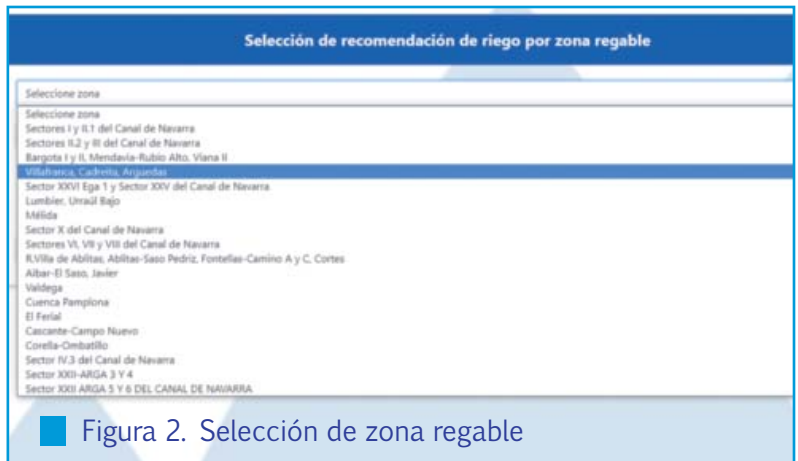 Selección de recomendación de riego por zona regable
Seleccione zona
Seleccione zona
Sectores I y II.1 del Canal de Navarra
Sectores II.2 y III del Canal de Navarra
Bargota I y II, Mendavia-Rubio Alto, Viana II
Villafranca, Cadreita, Arguedas
Sector XXVI Ega 1 y Sector XXV del Canal de Navarra
Lumbier, Urraúl Bajo
Mélida
Sector X del Canal de Navarra
Sectores VI, VII y VIII del Canal de Navarra
R.Villa de Ablitas, Ablitas-Saso Pedriz, Fontellas-Camino A y C, Cortes
Aibar-El Saso, Javier
Valdega
Cuenca Pamplona
El Ferial
Cascante-Campo Nuevo
Corella-Ombatillo
Sector IV.3 del Canal de Navarra
Sector XXII-ARGA 3 Y 4
Sector XXII ARGA 5 Y 6 DEL CANAL DE NAVARRA
Figura 2. Selección de zona regable